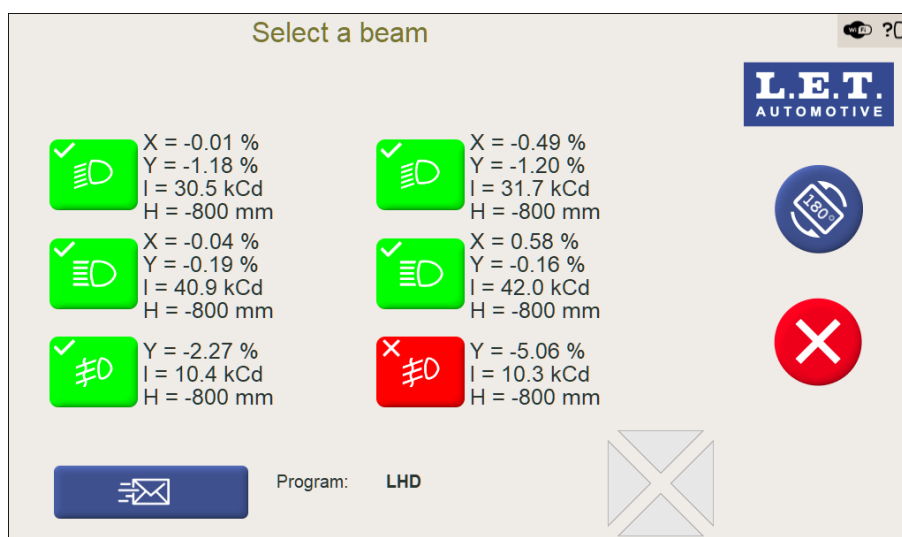 Select a beam
WiFi ?
L.E.T.
AUTOMOTIVE
X = -0.01 %
Y = -1.18 %
I = 30.5 kCd
H = -800 mm
X = -0.49 %
Y = -1.20 %
I = 31.7 kCd
H = -800 mm
180°
X = -0.04 %
Y = -0.19 %
I = 40.9 kCd
H = -800 mm
X = 0.58 %
Y = -0.16 %
I = 42.0 kCd
H = -800 mm
Y = -2.27 %
I = 10.4 kCd
H = -800 mm
Y = -5.06 %
I = 10.3 kCd
H = -800 mm
Program: LHD